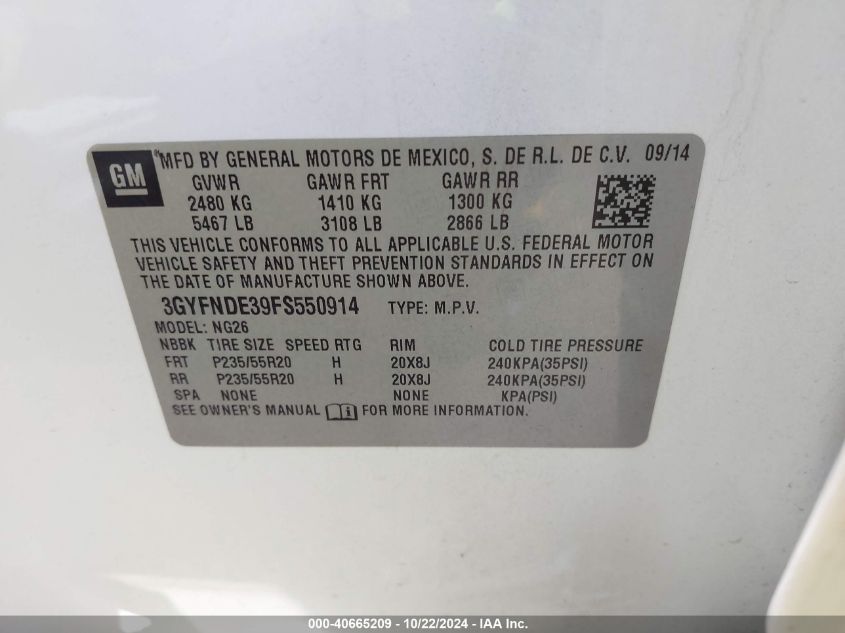 GM
MFD BY GENERAL MOTORS DE MEXICO, S. DE R.L. DE C.V. 09/14
GVWR GAWR FRT GAWR RR
2480 KG 1410 KG 1300 KG
5467 LB 3108 LB 2866 LB
THIS VEHICLE CONFORMS TO ALL APPLICABLE U.S. FEDERAL MOTOR
VEHICLE SAFETY AND THEFT PREVENTION STANDARDS IN EFFECT ON
THE DATE OF MANUFACTURE SHOWN ABOVE.
3GYFNDE39FS550914 TYPE: M.P.V.
MODEL: NG26
NBBK TIRE SIZE SPEED RTG RIM COLD TIRE PRESSURE
FRT P235/55R20 H 20X8J 240KPA(35PSI)
RR P235/55R20 H 20X8J 240KPA(35PSI)
SPA NONE NONE KPA(PSI)
SEE OWNER'S MANUAL FOR MORE INFORMATION.
000-40665209 - 10/22/2024 - IAA Inc.